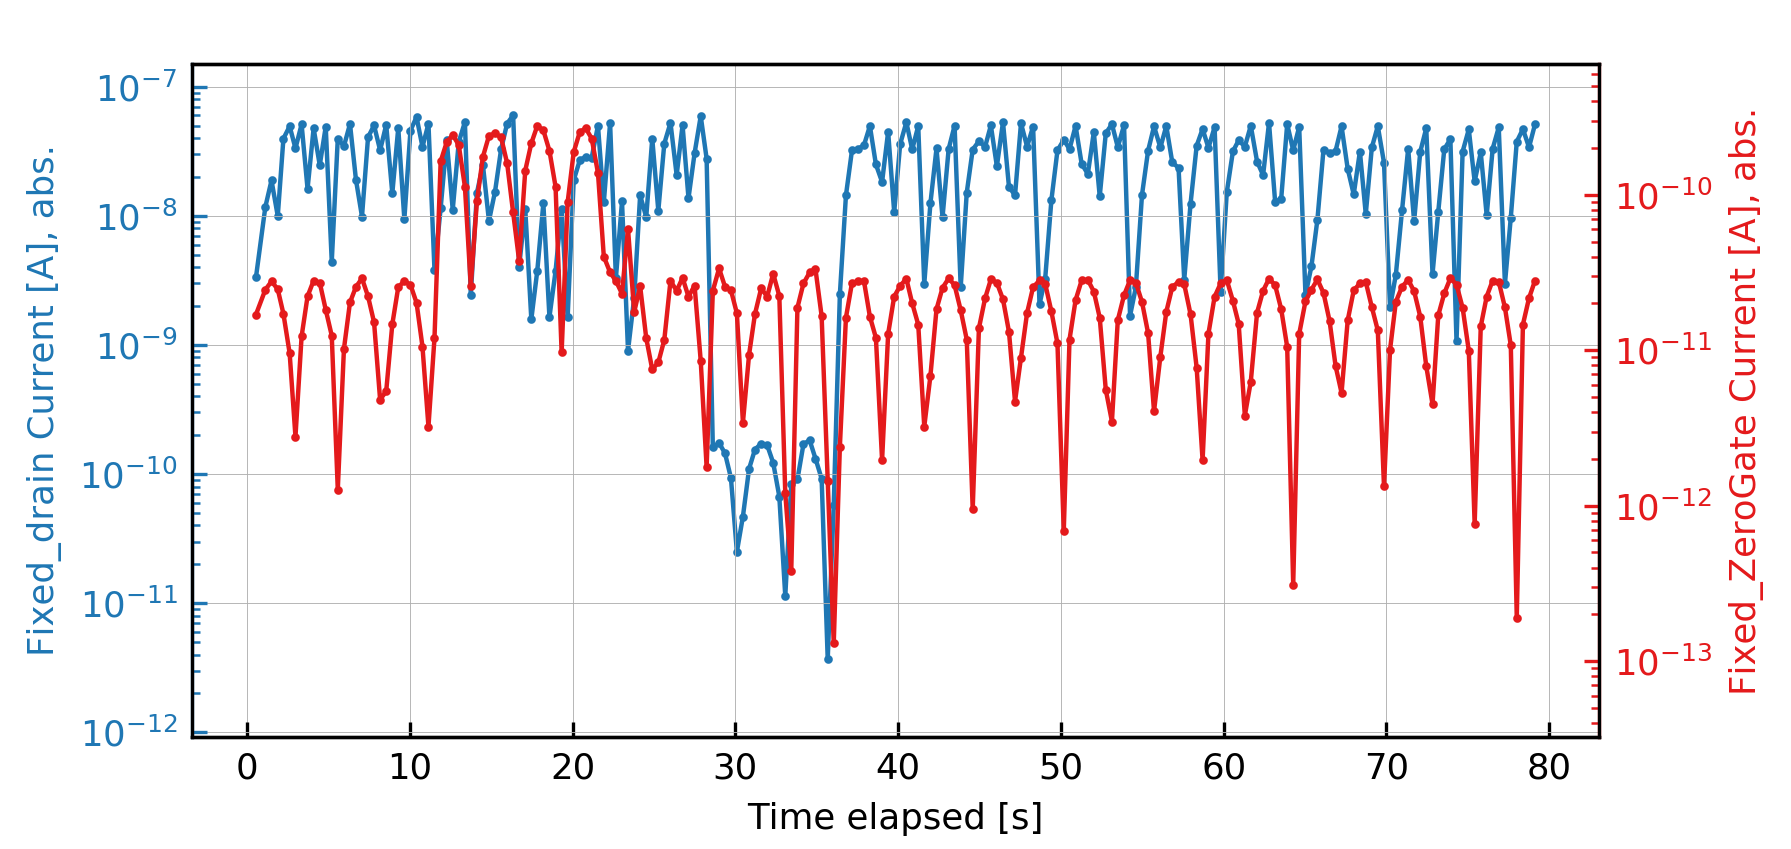 Fixed_drain Current [A], abs.
10⁻⁷
10⁻⁸
10⁻⁹
10⁻¹⁰
10⁻¹¹
10⁻¹²
0 10 20 30 40 50 60 70 80
Time elapsed [s]
10⁻¹⁰
10⁻¹¹
10⁻¹²
10⁻¹³
Fixed_ZeroGate Current [A], abs.